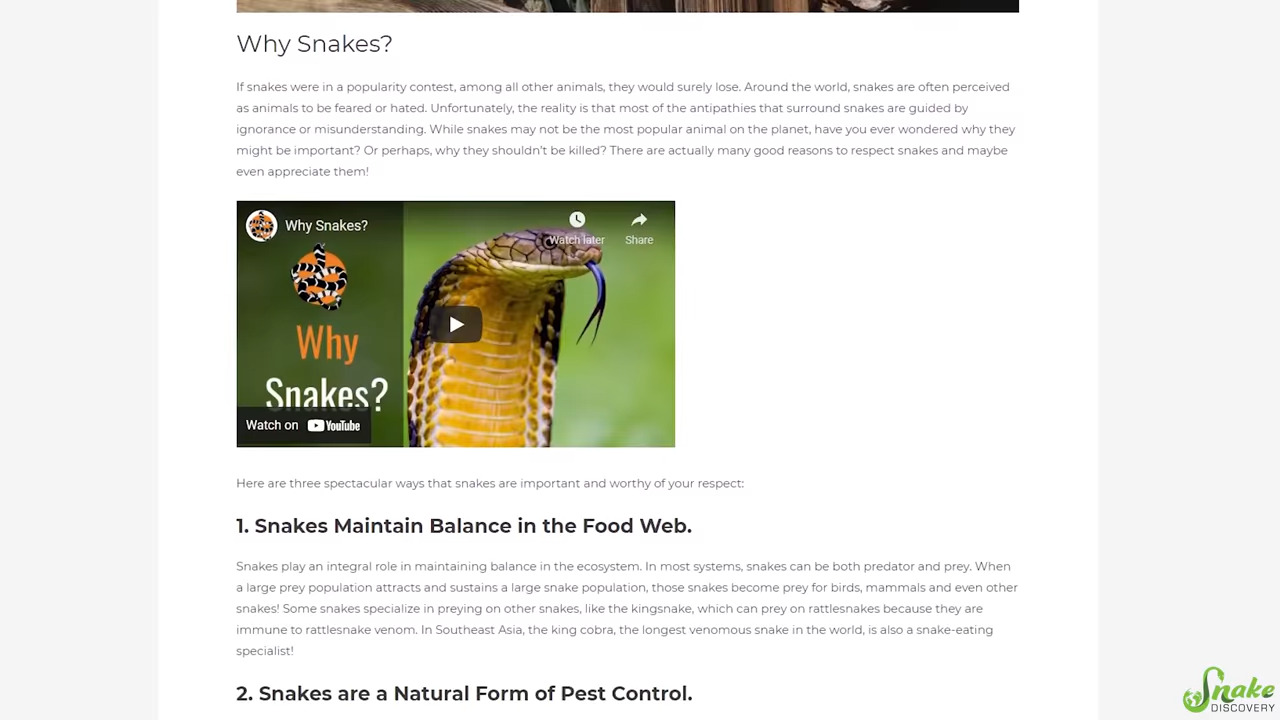 Why Snakes?
If snakes were in a popularity contest, among all other animals, they would surely lose. Around the world, snakes are often perceived
as animals to be feared or hated. Unfortunately, the reality is that most of the antipathies that surround snakes are guided by
ignorance or misunderstanding. While snakes may not be the most popular animal on the planet, have you ever wondered why they
might be important? Or perhaps, why they shouldn't be killed? There are actually many good reasons to respect snakes and maybe
even appreciate them!
Why Snakes?
Watch later
Share
Why
Snakes?
Watch on YouTube
Here are three spectacular ways that snakes are important and worthy of your respect:
1. Snakes Maintain Balance in the Food Web.
Snakes play an integral role in maintaining balance in the ecosystem. In most systems, snakes can be both predator and prey. When
a large prey population attracts and sustains a large snake population, those snakes become prey for birds, mammals and even other
snakes! Some snakes specialize in preying on other snakes, like the kingsnake, which can prey on rattlesnakes because they are
immune to rattlesnake venom. In Southeast Asia, the king cobra, the longest venomous snake in the world, is also a snake-eating
specialist!
2. Snakes are a Natural Form of Pest Control.
Snake
DISCOVERY